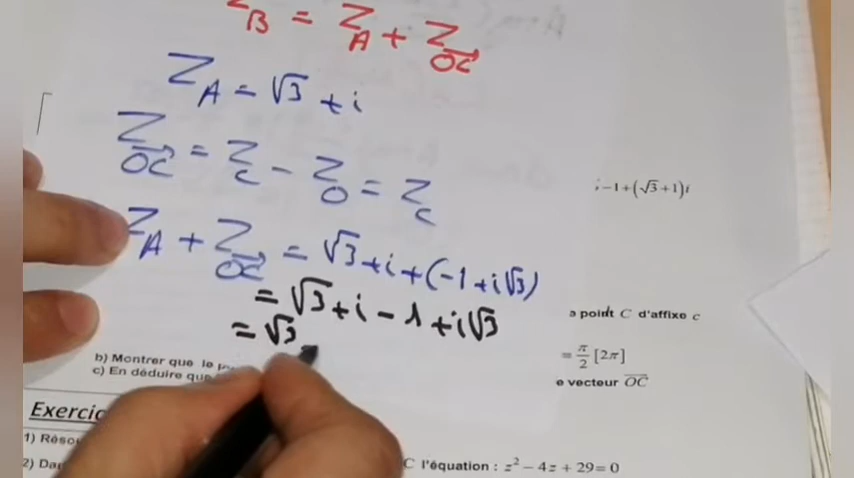 Z_B = Z_A + Z_OC
Z_A = √3 + i
Z_OC = Z_C - Z_O = Z_C
-1+(√3+1)i
Z_A + Z_OC = √3 + i + (-1 + i√3)
= √3 + i - 1 + i√3
point C d'affixe c
= √3
b) Montrer que le
= π/2 [2π]
c) En déduire que
vecteur OC
Exercic
1) Réso
2) Da
C l'équation : z² - 4z + 29 = 0